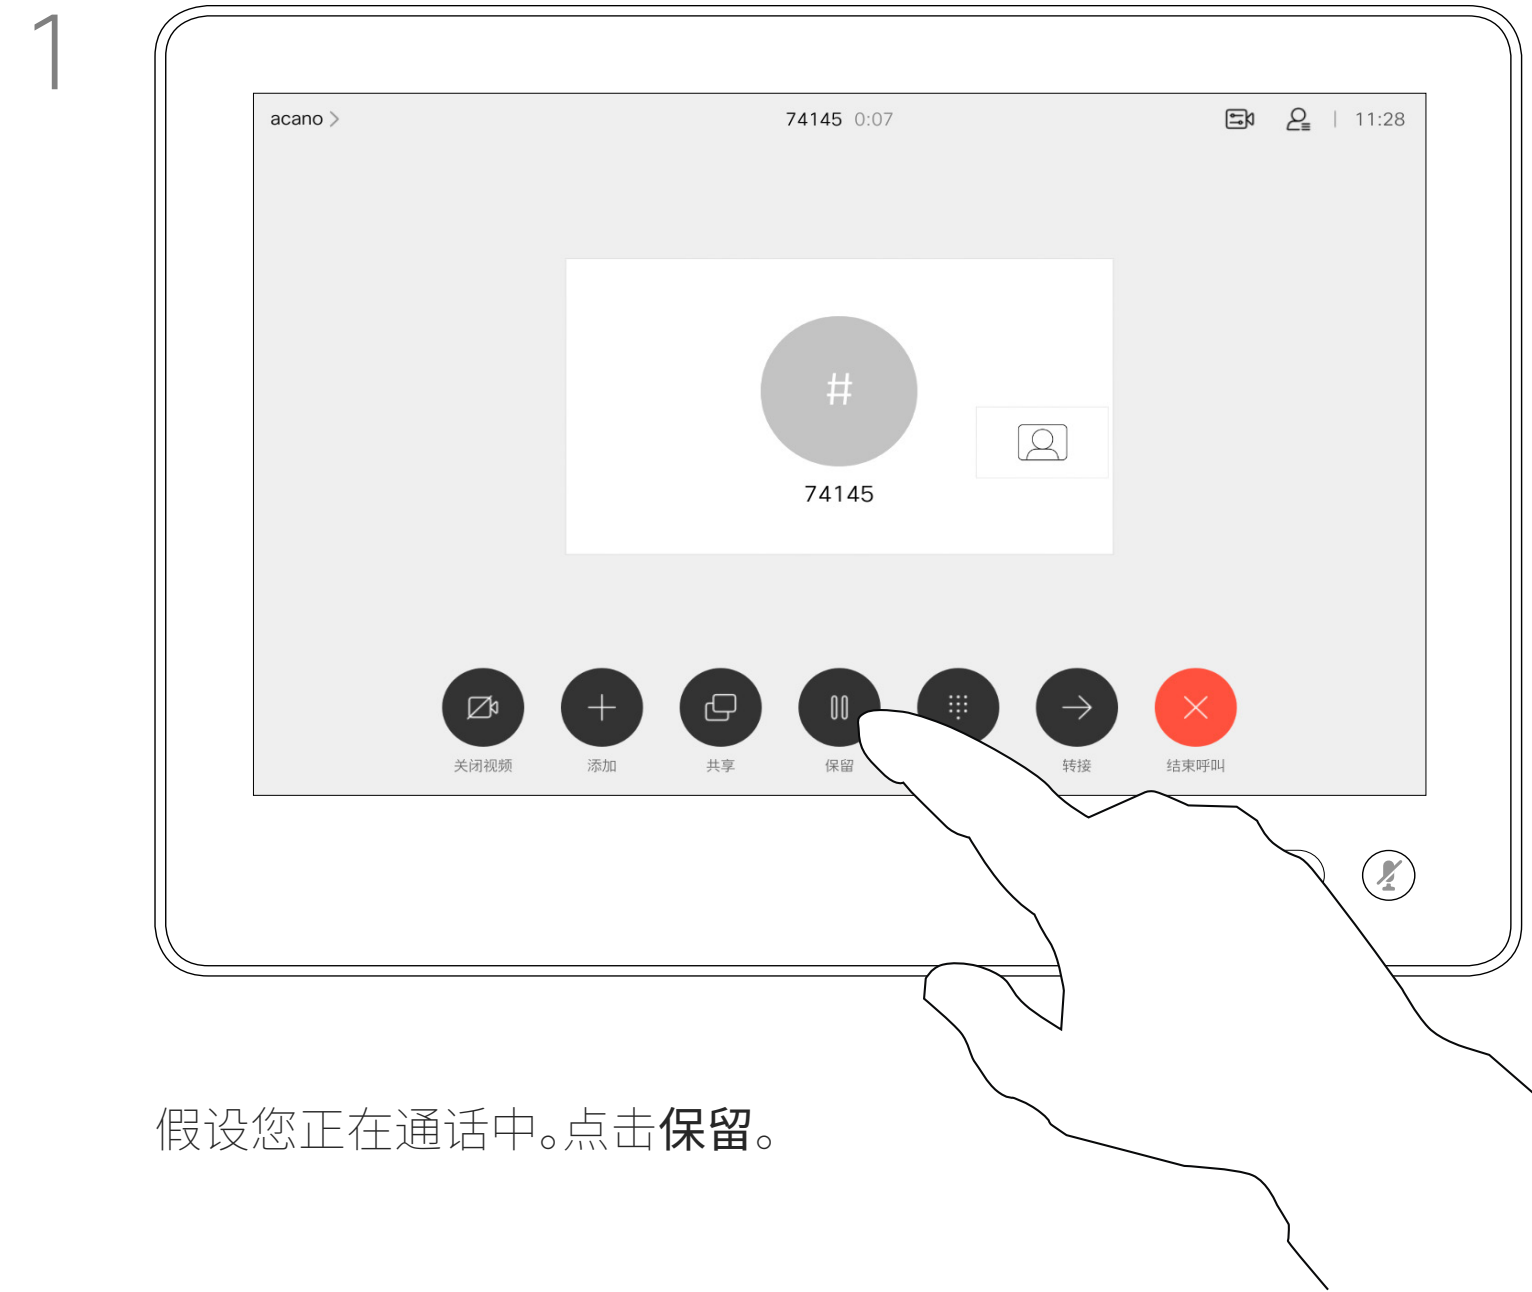 1
acano
74145 0:07
11:28
#
74145
关闭视频
添加
共享
保留
转接
结束呼叫
假设您正在通话中。点击保留。